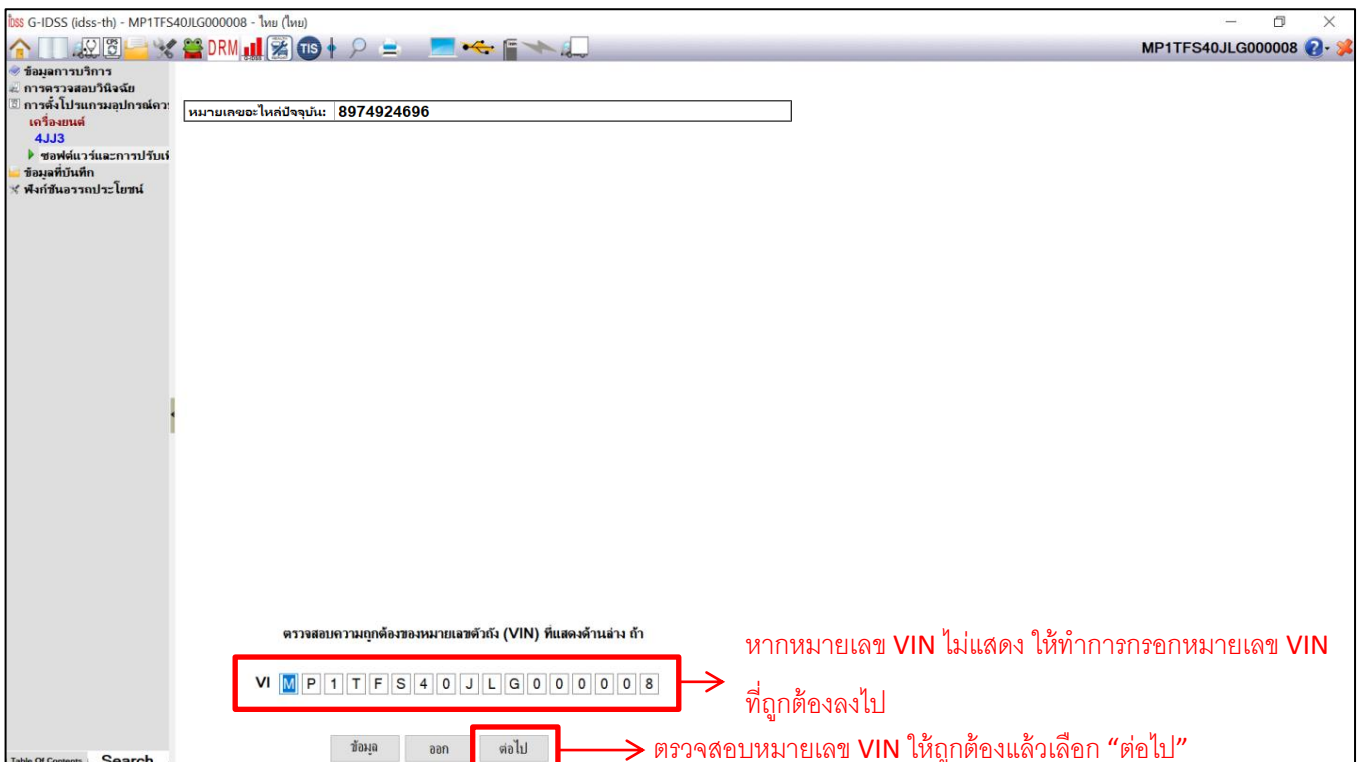 idss G-IDSS (idss-th) - MP1TFS40JLG000008 - ไทย (ไทย)
DRM TIS MP1TFS40JLG000008
ข้อมูลการบริการ
การตรวจสอบวินิจฉัย
การตั้งโปรแกรมอุปกรณ์ควา
เครื่องยนต์
4JJ3
ซอฟต์แวร์และการปรับเท
ข้อมูลที่บันทึก
ฟังก์ชันอรรถประโยชน์
หมายเลขอะไหล่ปัจจุบัน: 8974924696
ตรวจสอบความถูกต้องของหมายเลขตัวถัง (VIN) ที่แสดงด้านล่าง ถ้า
VI M P 1 T F S 4 0 J L G 0 0 0 0 0 8
หากหมายเลข VIN ไม่แสดง ให้ทำการกรอกหมายเลข VIN
ที่ถูกต้องลงไป
ข้อมูล ออก ต่อไป
ตรวจสอบหมายเลข VIN ให้ถูกต้องแล้วเลือก “ต่อไป”
Table Of Contents Search